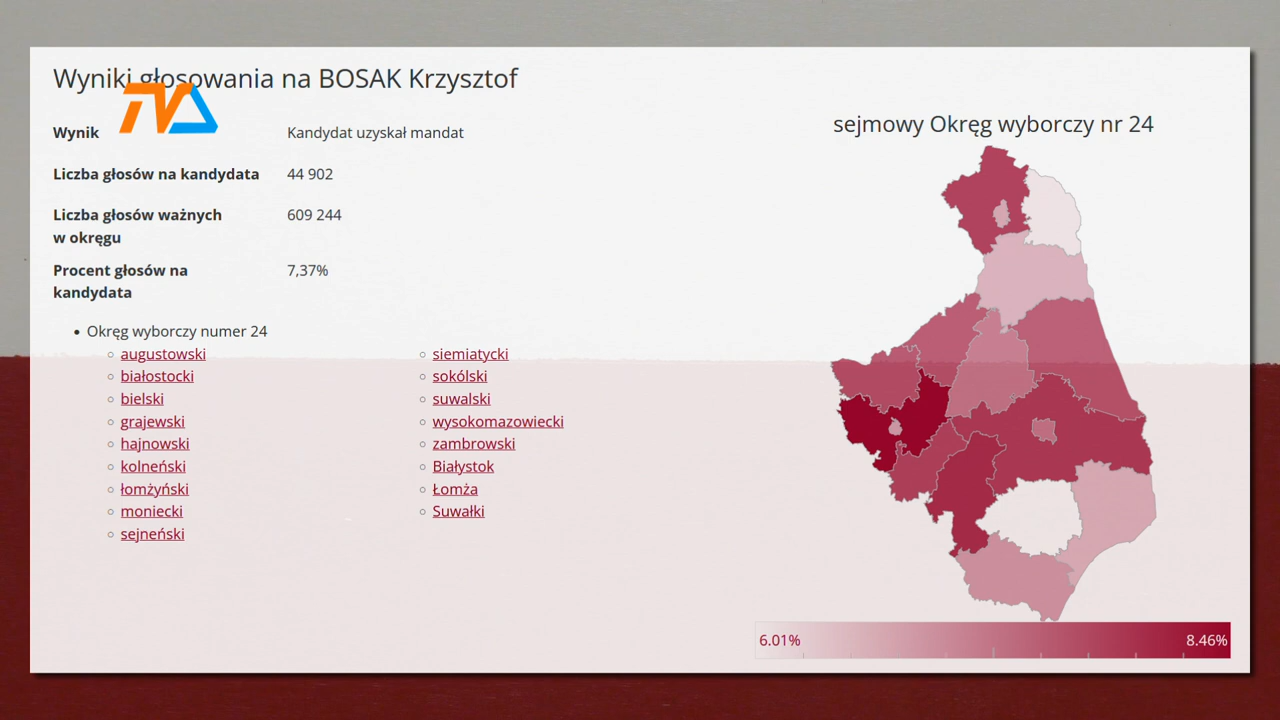 Wyniki głosowania na BOSAK Krzysztof
TVA
Wynik Kandydat uzyskał mandat
Liczba głosów na kandydata 44 902
Liczba głosów ważnych
w okręgu 609 244
Procent głosów na
kandydata 7,37%
• Okręg wyborczy numer 24
augustowski
białostocki
bielski
grajewski
hajnowski
kolneński
łomżyński
moniecki
sejneński
siemiatycki
sokólski
suwalski
wysokomazowiecki
zambrowski
Białystok
Łomża
Suwałki
sejmowy Okręg wyborczy nr 24
6.01% 8.46%